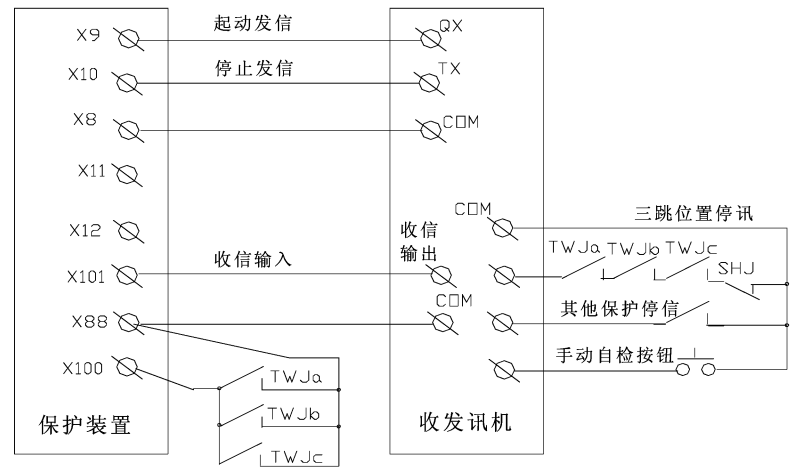 X9 起动发信 QX
X10 停止发信 TX
X8 COM
X11
COM 三跳位置停讯
X12 收信
输出 TWJa TWJb TWJc
X101 收信输入 SHJ
X88 COM 其他保护停信
X100 手动自检按钮
TWJa
TWJb
TWJc
保护装置 收发讯机